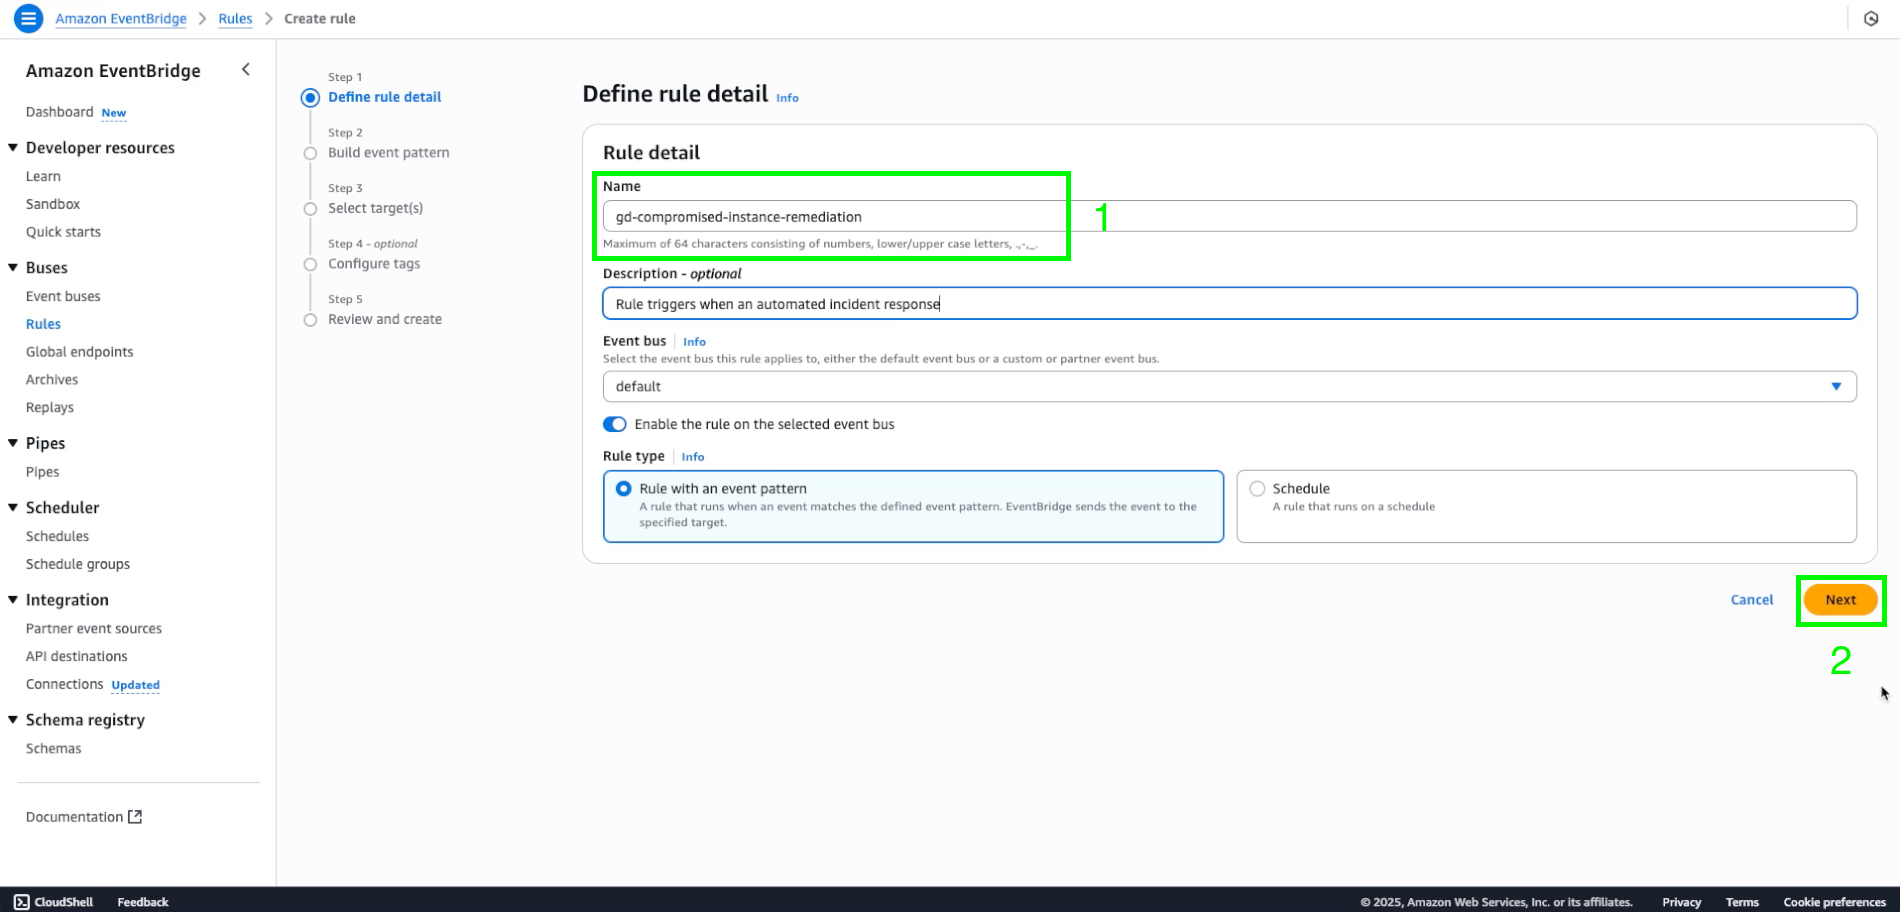 Amazon EventBridge > Rules > Create rule
Amazon EventBridge
Dashboard New
Developer resources
Learn
Sandbox
Quick starts
Buses
Event buses
Rules
Global endpoints
Archives
Replays
Pipes
Pipes
Scheduler
Schedules
Schedule groups
Integration
Partner event sources
API destinations
Connections Updated
Schema registry
Schemas
Documentation
Step 1
Define rule detail
Step 2
Build event pattern
Step 3
Select target(s)
Step 4 - optional
Configure tags
Step 5
Review and create
Define rule detail Info
Rule detail
Name
gd-compromised-instance-remediation
1
Maximum of 64 characters consisting of numbers, lower/upper case letters, .,-,_.
Description - optional
Rule triggers when an automated incident response
Event bus Info
Select the event bus this rule applies to, either the default event bus or a custom or partner event bus.
default
Enable the rule on the selected event bus
Rule type Info
Rule with an event pattern
A rule that runs when an event matches the defined event pattern. EventBridge sends the event to the
specified target.
Schedule
A rule that runs on a schedule
Cancel
Next
2
CloudShell Feedback
© 2025, Amazon Web Services, Inc. or its affiliates. Privacy Terms Cookie preferences